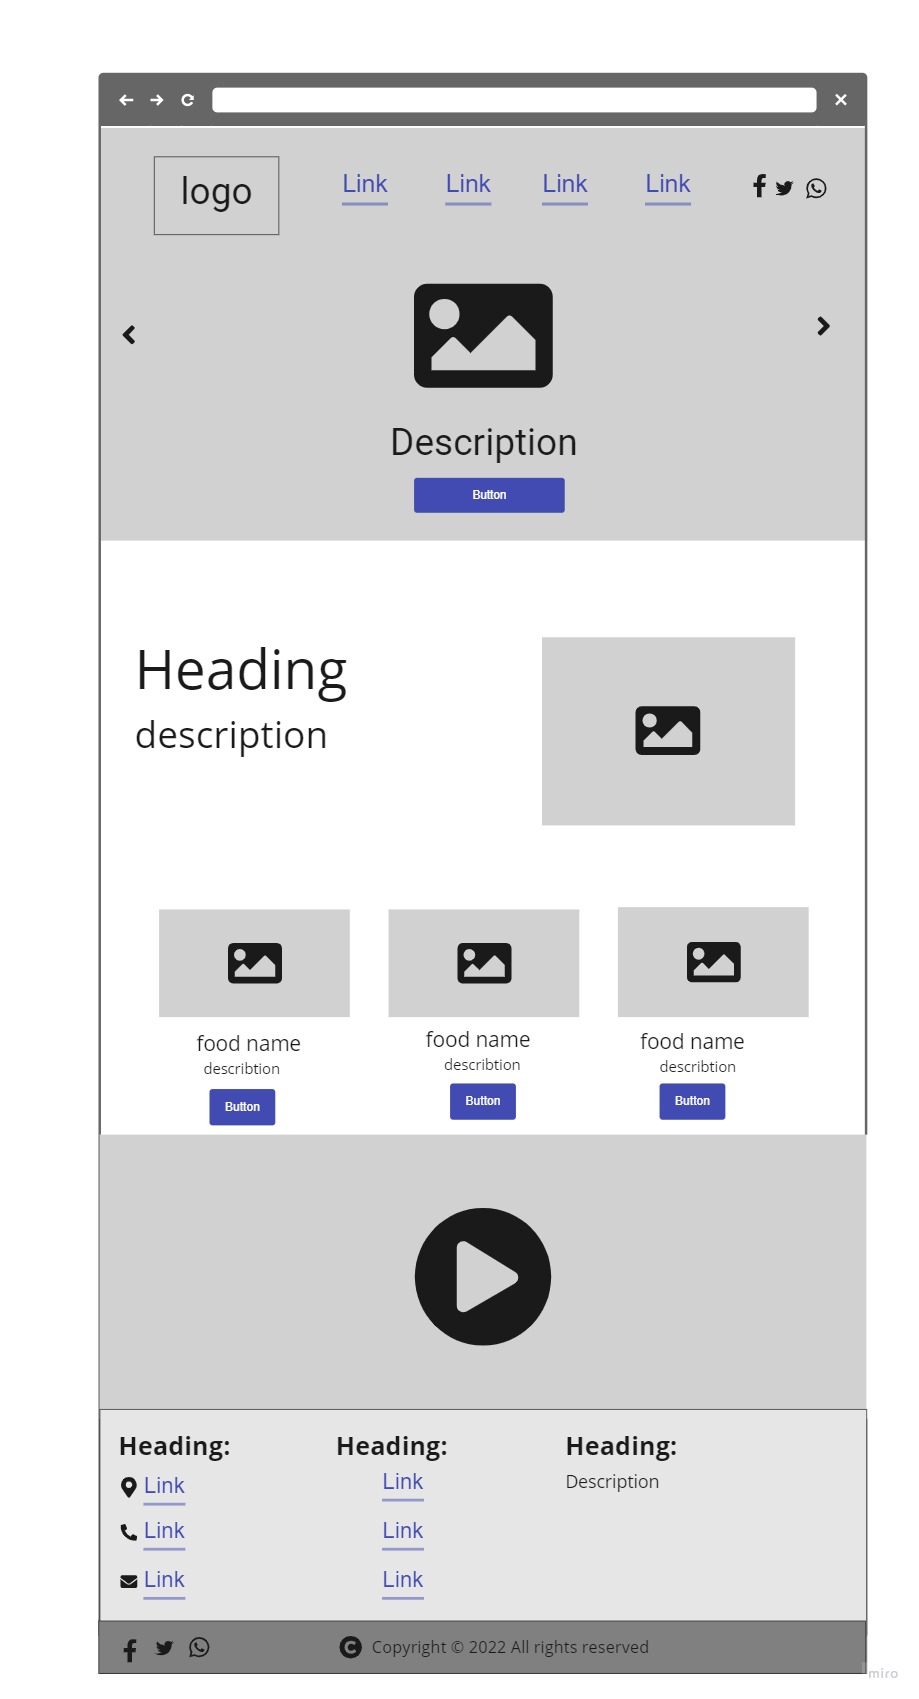 logo
Link Link Link Link
Description
Button
Heading
description
food name food name food name
describtion describtion describtion
Button Button Button
Heading: Heading: Heading:
Link Link Description
Link Link
Link Link
Copyright © 2022 All rights reserved
miro